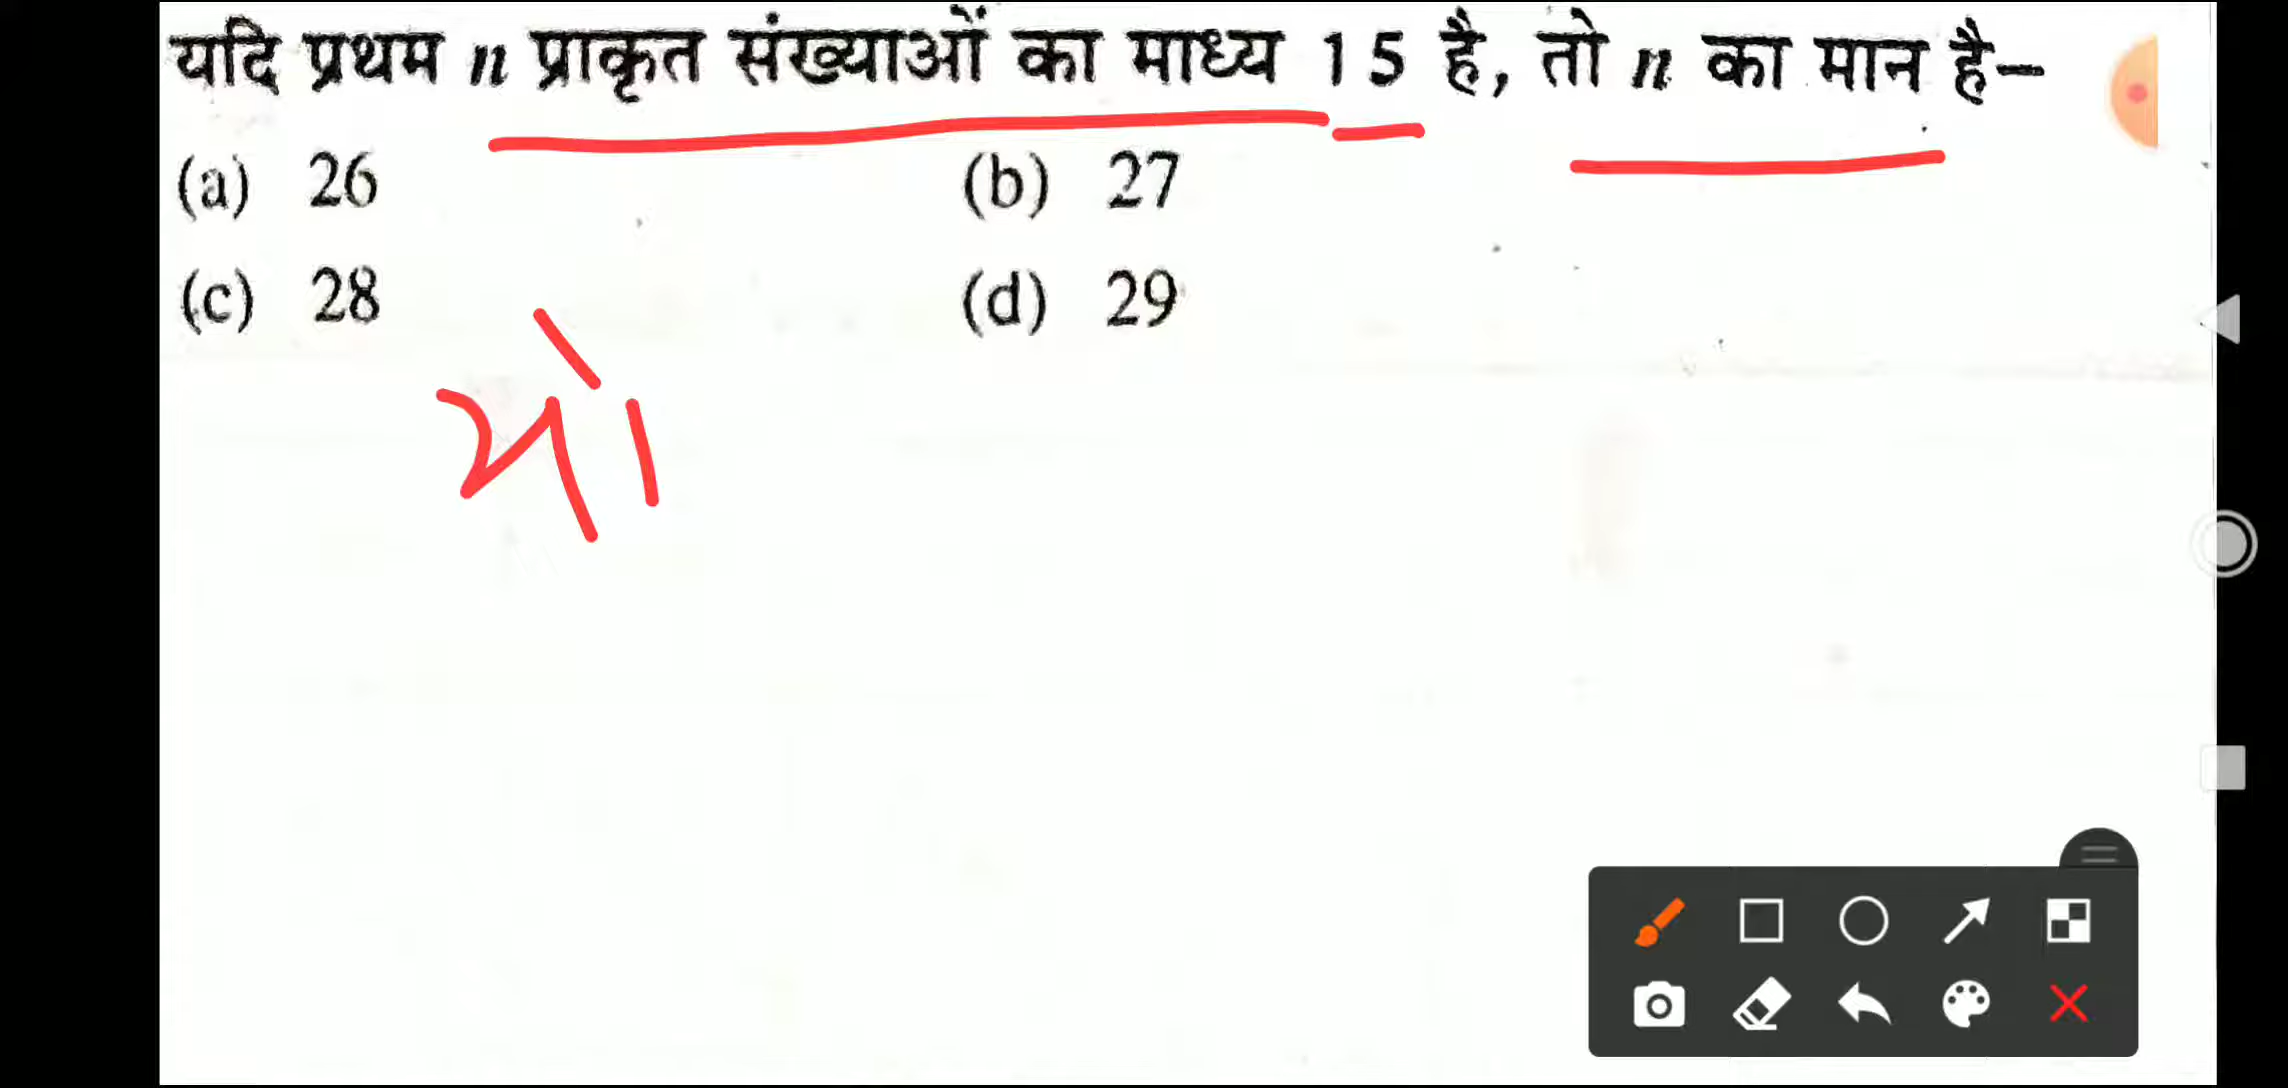 यदि प्रथम n प्राकृत संख्याओं का माध्य 15 है, तो n का मान है–
(a) 26 (b) 27
(c) 28 (d) 29
यो